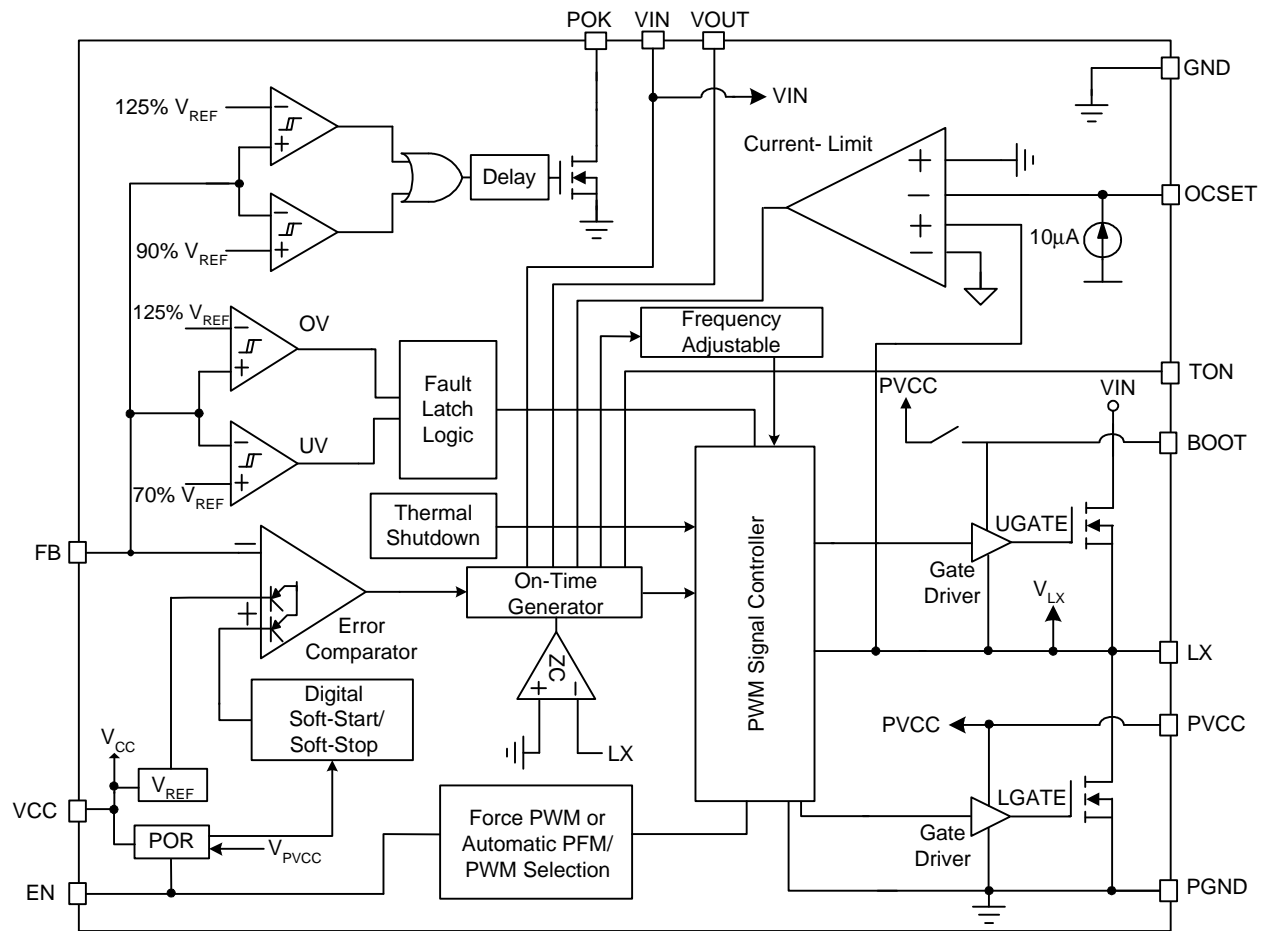 POK VIN VOUT
GND
VIN
125% VREF
−
+
Current- Limit
+
−
+
−
Delay
OCSET
−
+
90% VREF
10µA
125% VREF
−
+
OV
Frequency
Adjustable
Fault
Latch
Logic
TON
PVCC
VIN
BOOT
−
+
UV
70% VREF
Thermal
Shutdown
UGATE
FB
−
+
Error
Comparator
On-Time
Generator
PWM Signal Controller
Gate
Driver
VLX
LX
ZC
+
−
LX
Digital
Soft-Start/
Soft-Stop
PVCC
PVCC
VCC
VREF
VCC
POR
VPVCC
Force PWM or
Automatic PFM/
PWM Selection
LGATE
Gate
Driver
EN
PGND